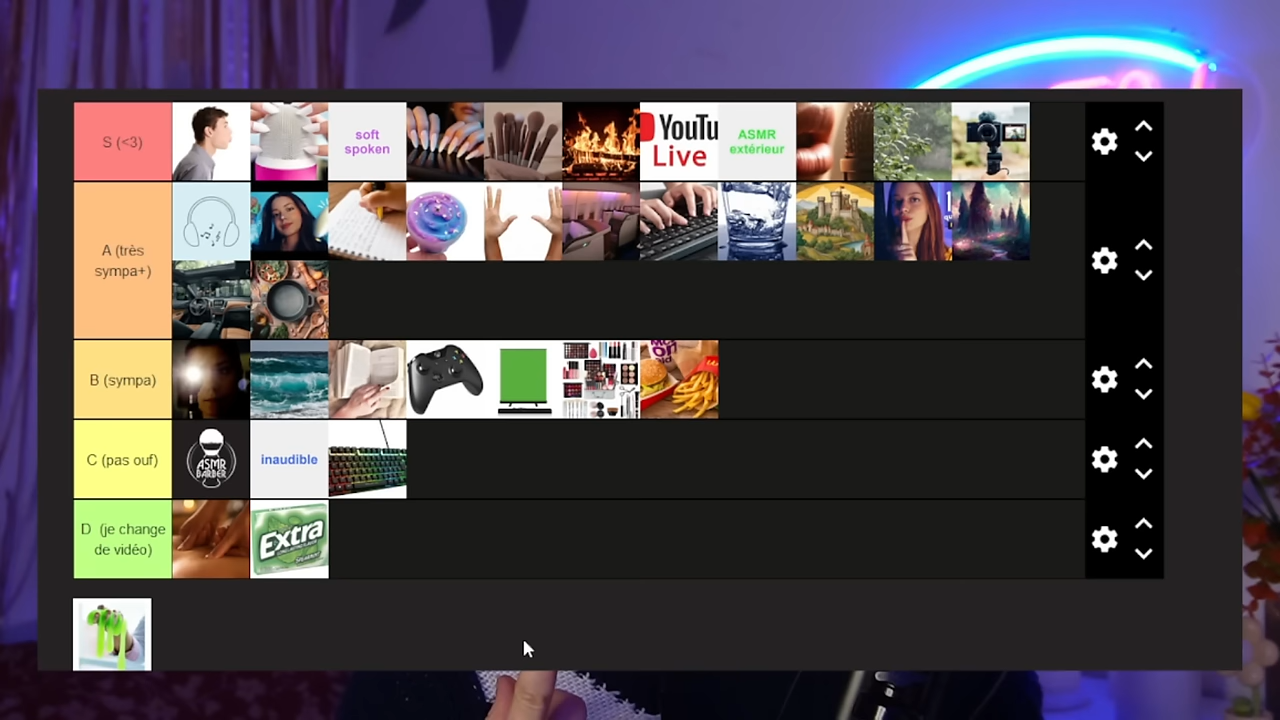 S (<3)
soft
spoken
YouTu
Live
ASMR
extérieur
A (très
sympa+)
B (sympa)
C (pas ouf)
ASMR
BARBER
inaudible
D (je change
de vidéo)
Extra
SPEARMINT